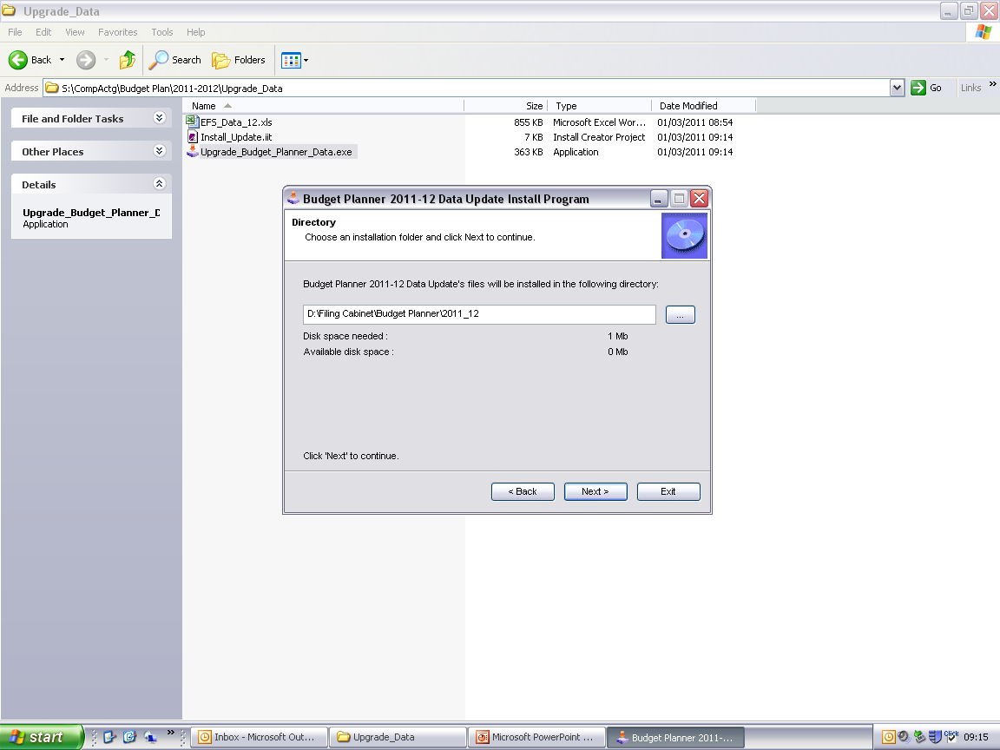 Upgrade_Data
File Edit View Favorites Tools Help
Back Search Folders
Address S:\CompActg\Budget Plan\2011-2012\Upgrade_Data Go Links »
File and Folder Tasks
Other Places
Details
Upgrade_Budget_Planner_D
Application
Name Size Type Date Modified
EFS_Data_12.xls 855 KB Microsoft Excel Wor... 01/03/2011 08:54
Install_Update.iit 7 KB Install Creator Project 01/03/2011 09:14
Upgrade_Budget_Planner_Data.exe 363 KB Application 01/03/2011 09:14
Budget Planner 2011-12 Data Update Install Program
Directory
Choose an installation folder and click Next to continue.
Budget Planner 2011-12 Data Update's files will be installed in the following directory:
D:\Filing Cabinet\Budget Planner\2011_12 ...
Disk space needed : 1 Mb
Available disk space : 0 Mb
Click 'Next' to continue.
< Back Next > Exit
start » Inbox - Microsoft Out... Upgrade_Data Microsoft PowerPoint ... Budget Planner 2011-... Click 09:15